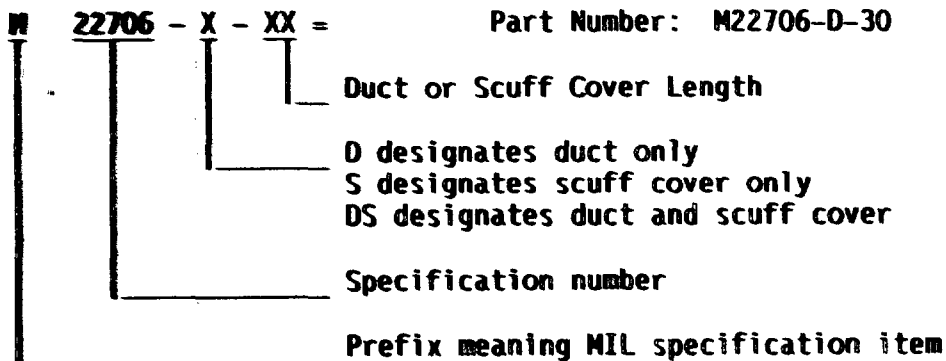 M 22706 - X - XX = Part Number: M22706-D-30
Duct or Scuff Cover Length
D designates duct only
S designates scuff cover only
DS designates duct and scuff cover
Specification number
Prefix meaning MIL specification item